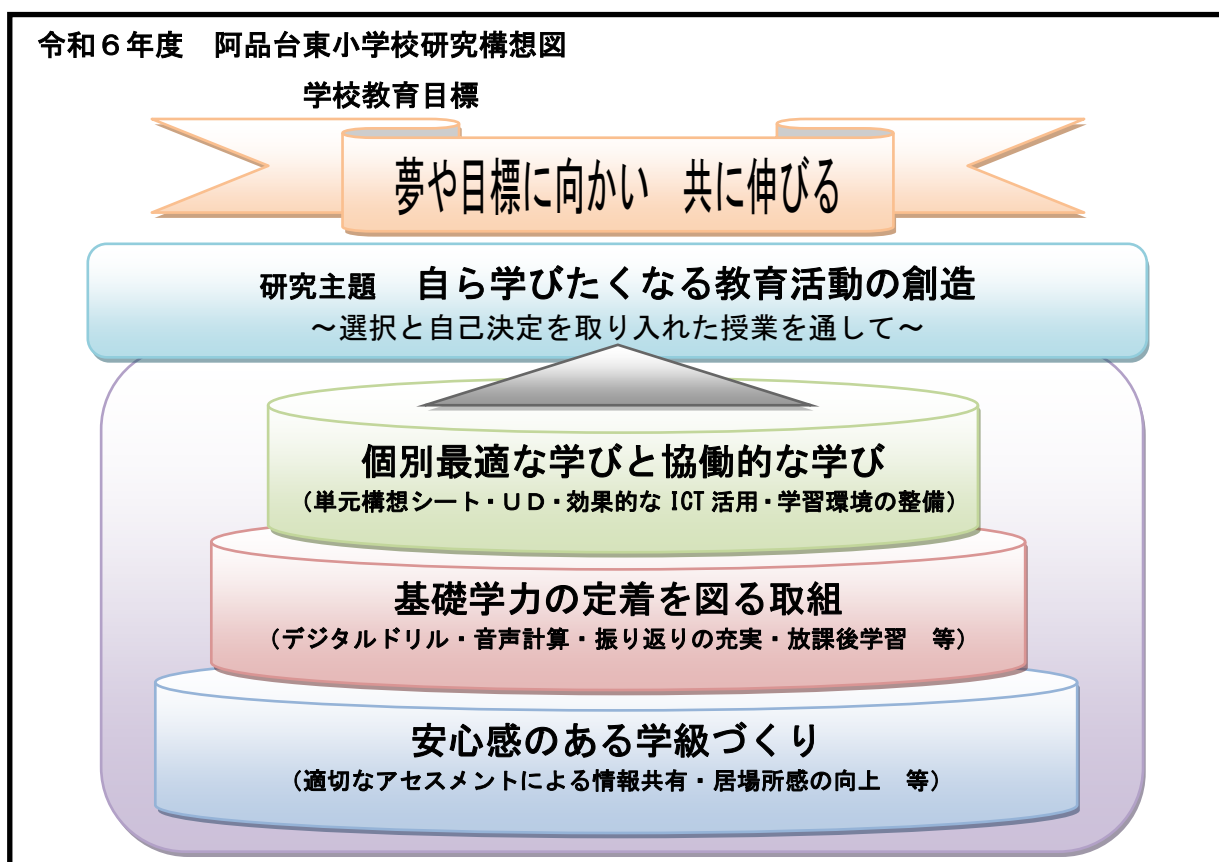 令和６年度　阿品台東小学校研究構想図
学校教育目標
夢や目標に向かい　共に伸びる
研究主題　自ら学びたくなる教育活動の創造
～選択と自己決定を取り入れた授業を通して～
個別最適な学びと協働的な学び
（単元構想シート・ＵＤ・効果的な ICT 活用・学習環境の整備）
基礎学力の定着を図る取組
（デジタルドリル・音声計算・振り返りの充実・放課後学習　等）
安心感のある学級づくり
（適切なアセスメントによる情報共有・居場所感の向上　等）